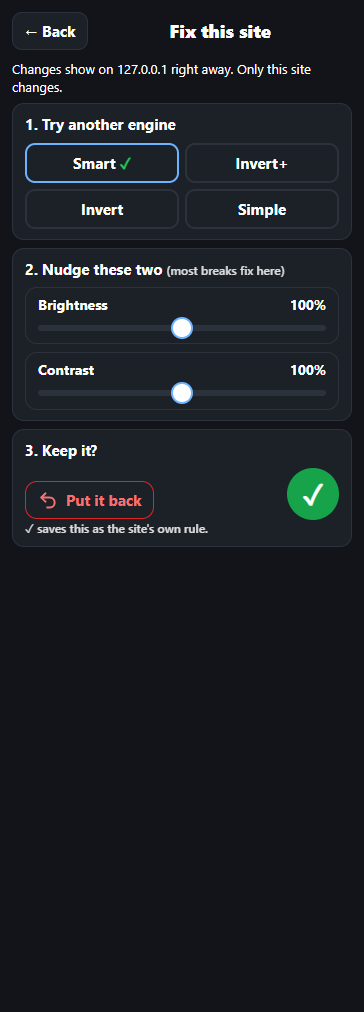 ← Back
Fix this site
Changes show on 127.0.0.1 right away. Only this site
changes.
1. Try another engine
Smart ✓
Invert+
Invert
Simple
2. Nudge these two (most breaks fix here)
Brightness
100%
Contrast
100%
3. Keep it?
Put it back
✓
✓ saves this as the site's own rule.